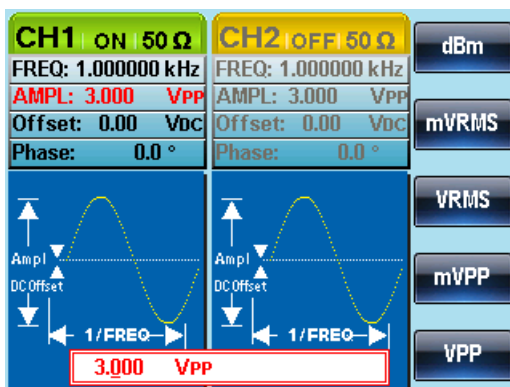 CH1 ON 50 Ω
FREQ: 1.000000 kHz
AMPL: 3.000 VPP
Offset: 0.00 VDC
Phase: 0.0 °
CH2 OFF 50 Ω
FREQ: 1.000000 kHz
AMPL: 3.000 VPP
Offset: 0.00 VDC
Phase: 0.0 °
Ampl
DC Offset
1/FREQ
Ampl
DC Offset
1/FREQ
3.000 VPP
dBm
mVRMS
VRMS
mVPP
VPP